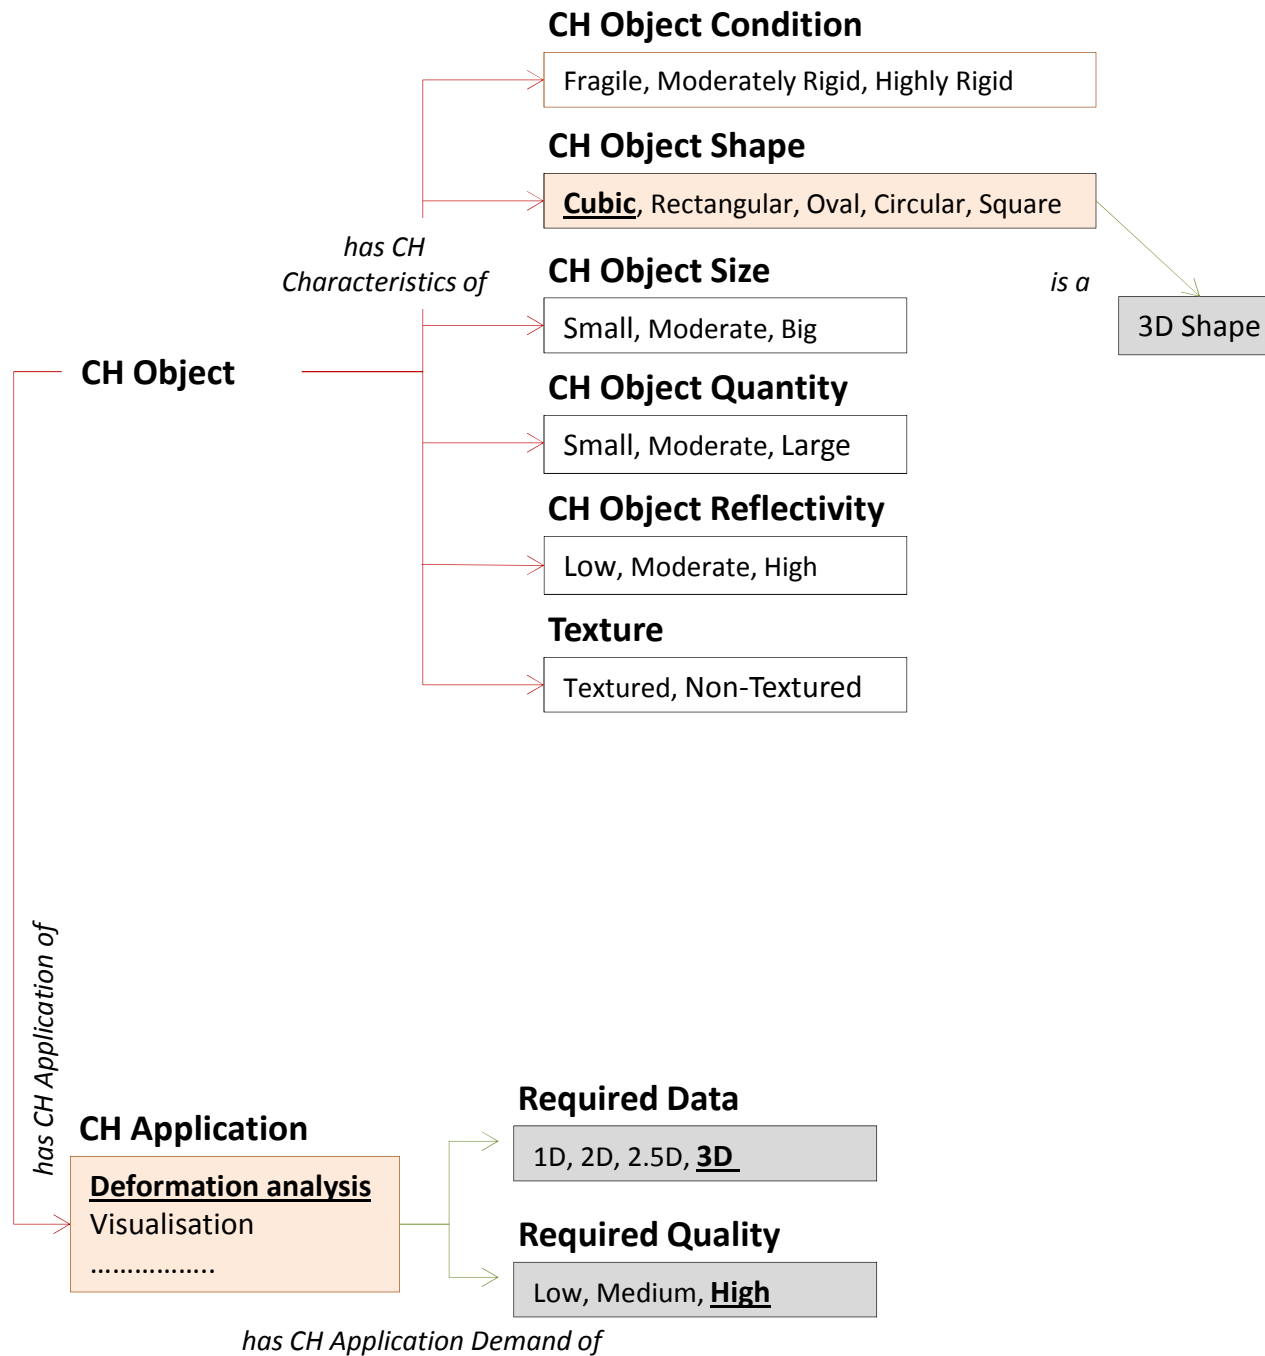 CH Object Condition
Fragile, Moderately Rigid, Highly Rigid
CH Object Shape
Cubic, Rectangular, Oval, Circular, Square
has CH
Characteristics of
is a
3D Shape
CH Object Size
Small, Moderate, Big
CH Object
CH Object Quantity
Small, Moderate, Large
CH Object Reflectivity
Low, Moderate, High
Texture
Textured, Non-Textured
has CH Application of
CH Application
Deformation analysis
Visualisation
……………..
Required Data
1D, 2D, 2.5D, 3D
Required Quality
Low, Medium, High
has CH Application Demand of